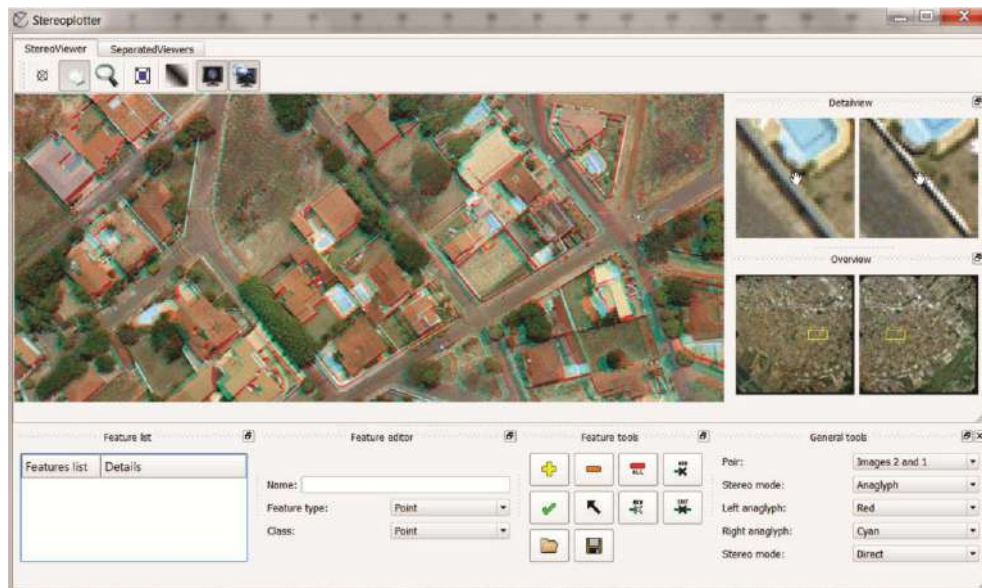 Stereoplotter
StereoViewer SeparatedViewers
Detailview
Overview
Feature list Feature editor Feature tools General tools
Features list Details
Name:
Feature type: Point
Class: Point
ALL
Pair: Images 2 and 1
Stereo mode: Anaglyph
Left anaglyph: Red
Right anaglyph: Cyan
Stereo mode: Direct